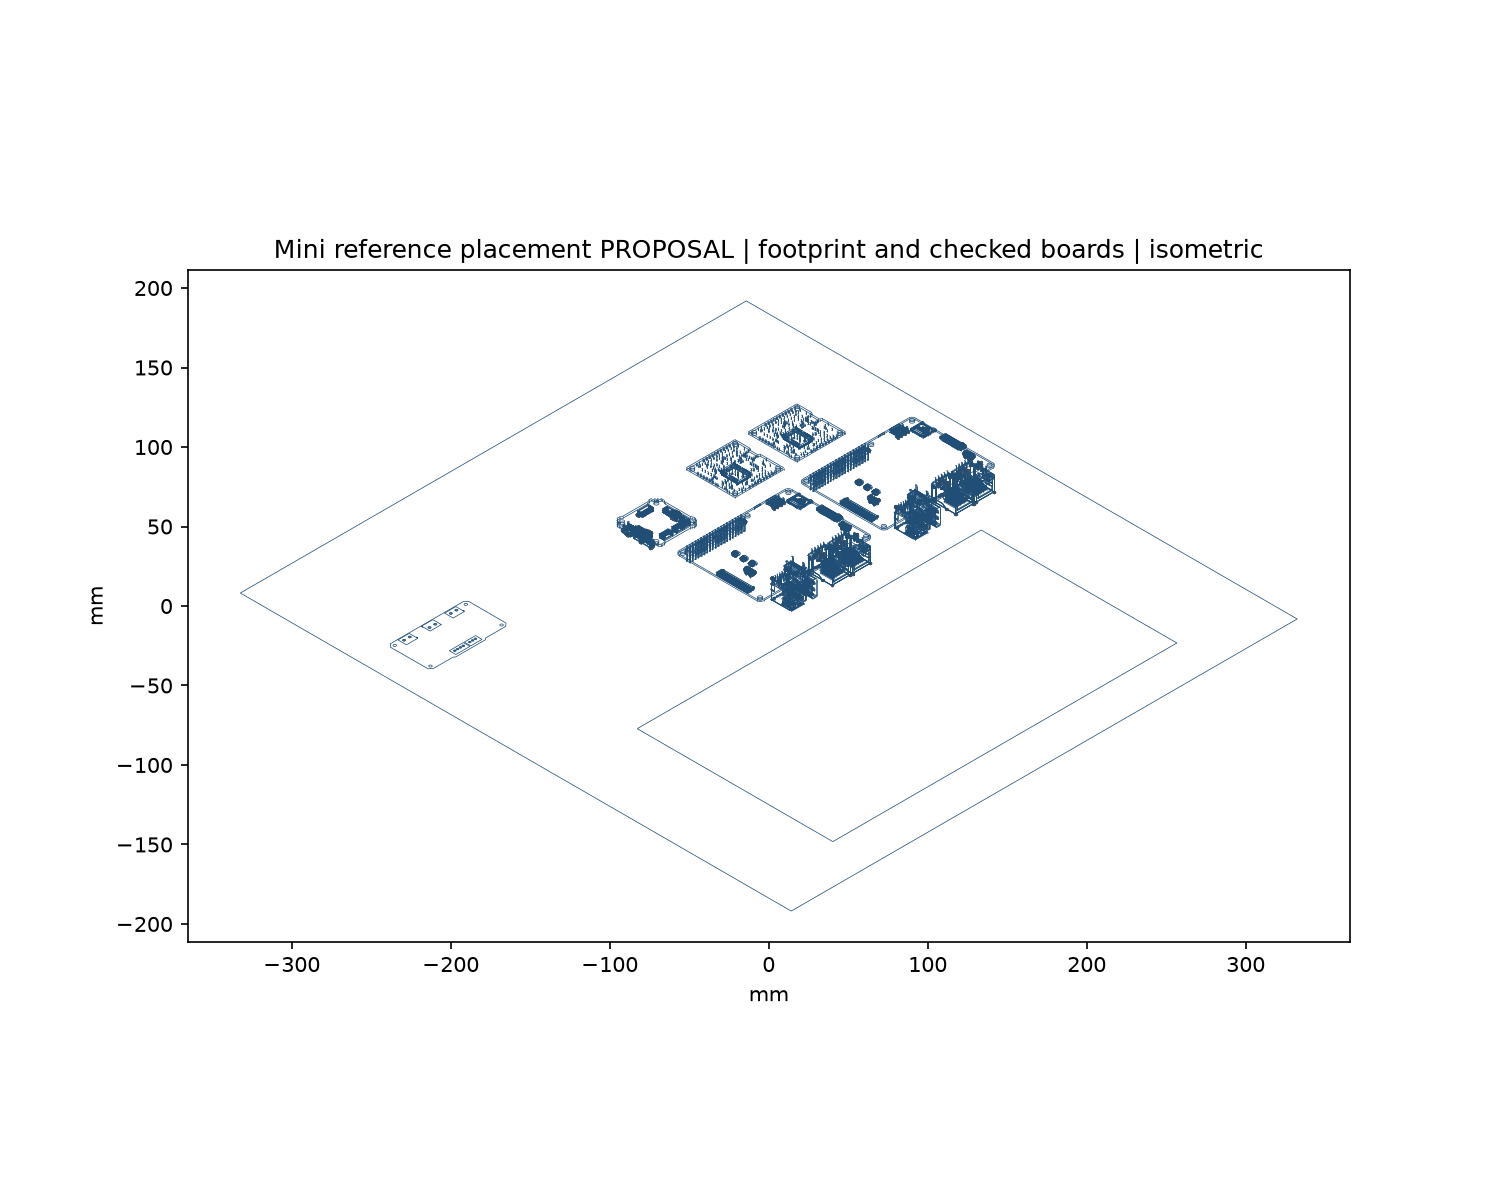 Mini reference placement PROPOSAL | footprint and checked boards | isometric
200
150
100
50
0
−50
−100
−150
−200
mm
−300 −200 −100 0 100 200 300
mm